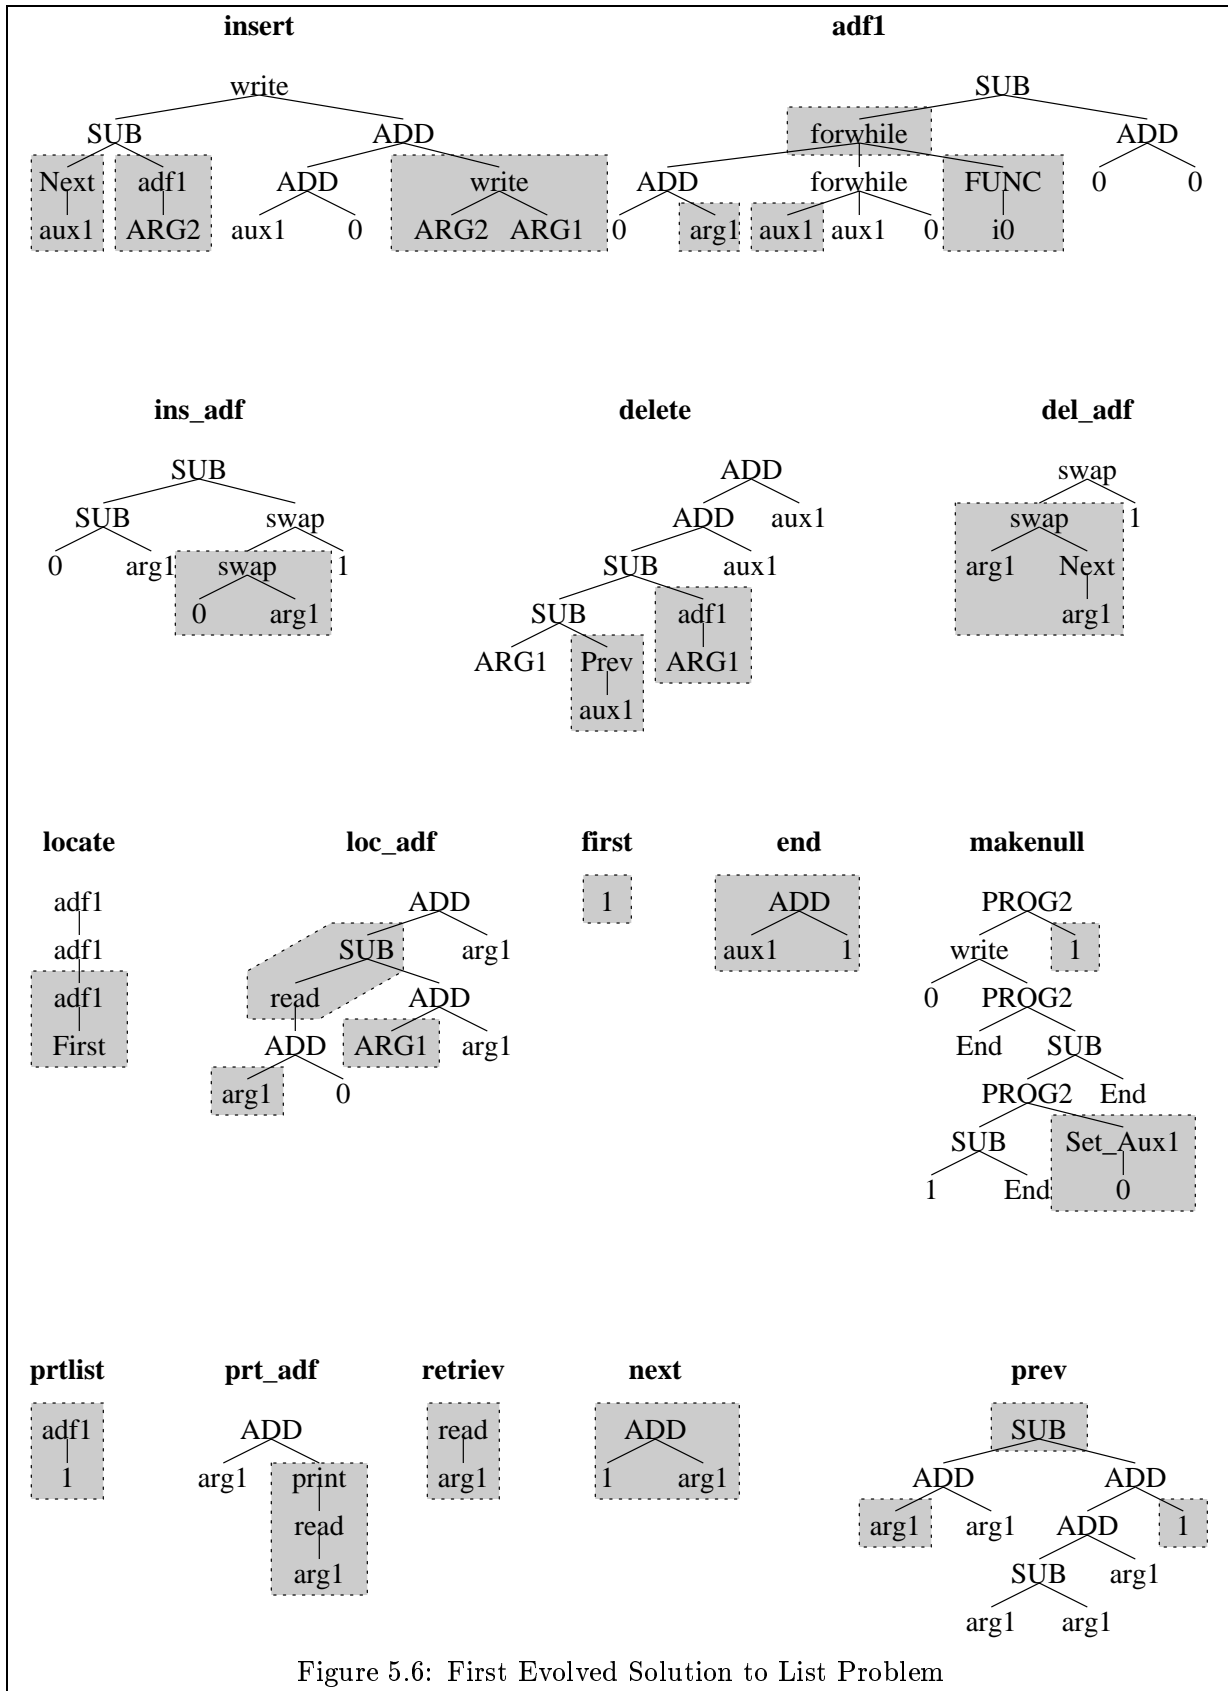 insert adf1
write SUB
SUB ADD forwhile ADD
Next adf1 ADD write ADD forwhile FUNC 0 0
aux1 ARG2 aux1 0 ARG2 ARG1 0 arg1 aux1 aux1 0 i0
ins_adf delete del_adf
SUB ADD swap
SUB swap ADD aux1 swap 1
0 arg1 swap 1 SUB aux1 arg1 Next
0 arg1 SUB adf1 arg1
ARG1 Prev ARG1
aux1
locate loc_adf first end makenull
adf1 ADD 1 ADD PROG2
adf1 SUB arg1 aux1 1 write 1
adf1 read ADD 0 PROG2
First ADD ARG1 arg1 End SUB
arg1 0 PROG2 End
SUB Set_Aux1
1 End 0
prtlist prt_adf retriev next prev
adf1 ADD read ADD SUB
1 arg1 print arg1 1 arg1 ADD ADD
read arg1 arg1 ADD 1
arg1 SUB arg1
arg1 arg1
Figure 5.6: First Evolved Solution to List Problem